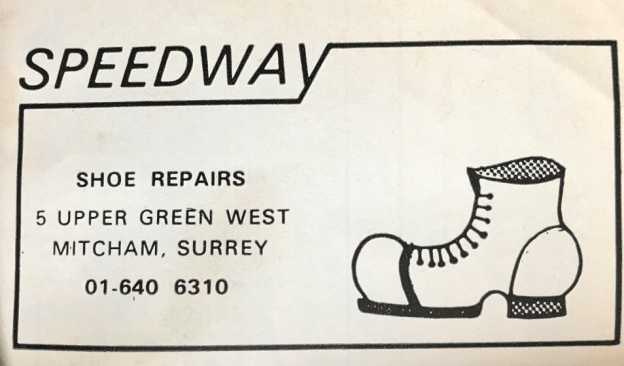 SPEEDWAY
SHOE REPAIRS
5 UPPER GREEN WEST
MITCHAM, SURREY
01-640 6310